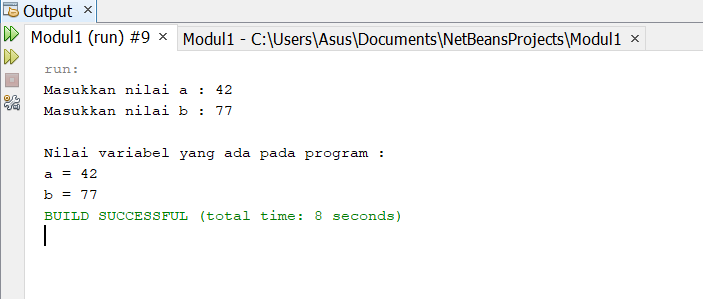 Output ×
Modul1 (run) #9 × Modul1 - C:\Users\Asus\Documents\NetBeansProjects\Modul1 ×
run:
Masukkan nilai a : 42
Masukkan nilai b : 77
Nilai variabel yang ada pada program :
a = 42
b = 77
BUILD SUCCESSFUL (total time: 8 seconds)